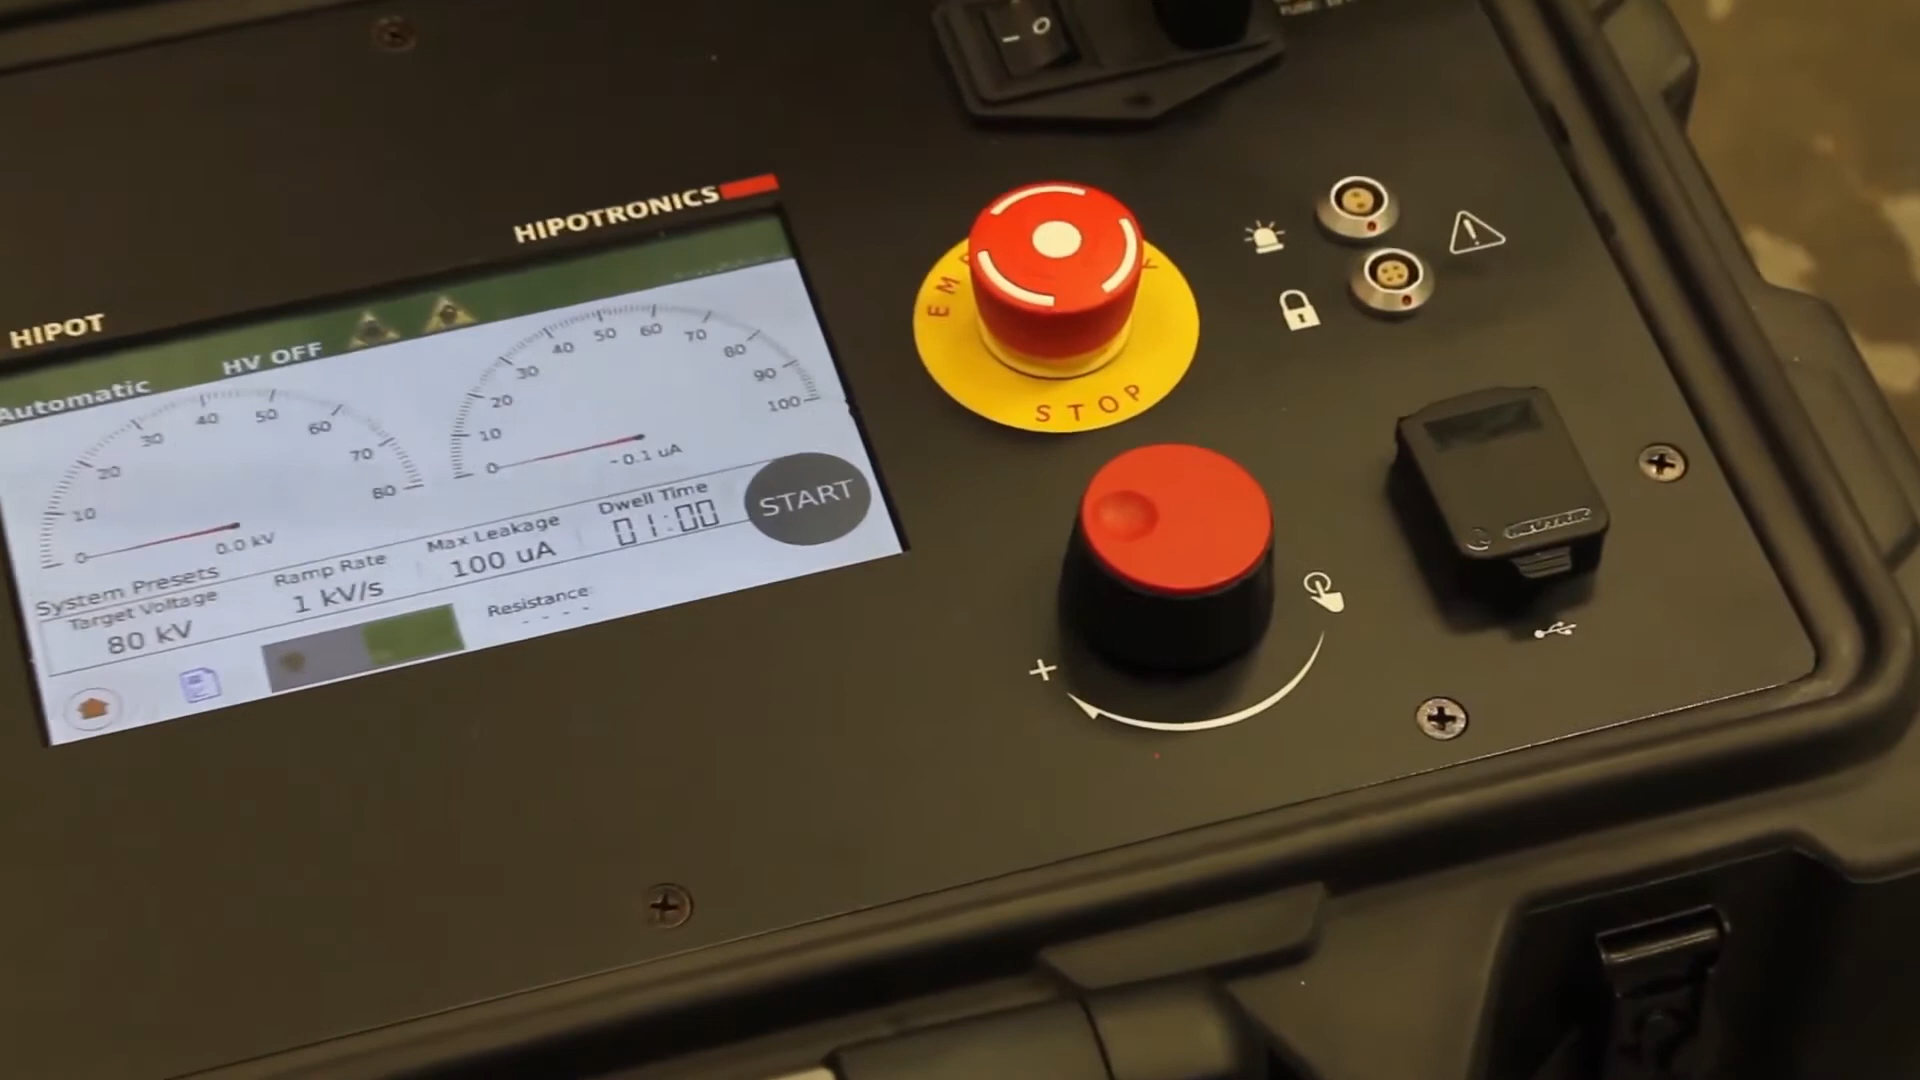 – O
HIPOTRONICS
HIPOT
Automatic HV OFF
0 10 20 30 40 50 60 70 80
0.0 kV
0 10 20 30 40 50 60 70 80 90 100
-0.1 uA
System Presets
Target Voltage Ramp Rate Max Leakage Dwell Time
80 kV 1 kV/s 100 uA 01:00
START
Resistance:
- - - -
STOP
+
NEUTRIK